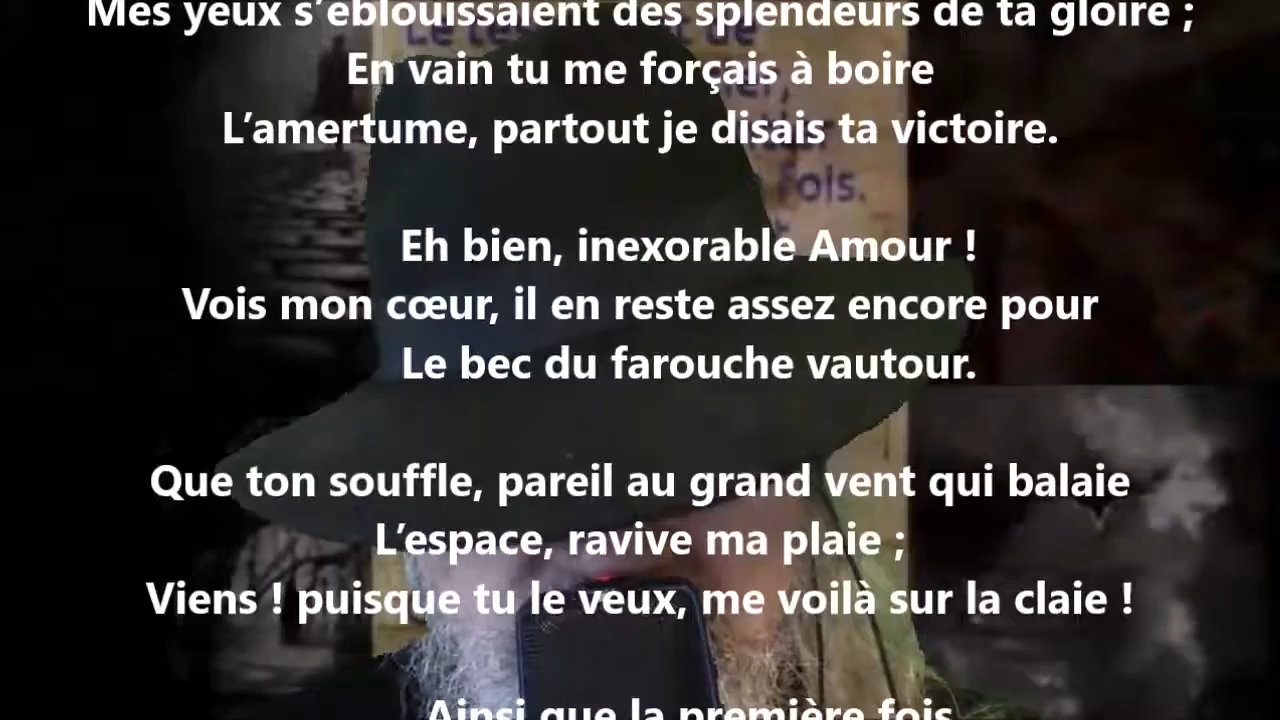 Mes yeux s’éblouissaient des splendeurs de ta gloire ;
En vain tu me forçais à boire
L’amertume, partout je disais ta victoire.
Eh bien, inexorable Amour !
Vois mon cœur, il en reste assez encore pour
Le bec du farouche vautour.
Que ton souffle, pareil au grand vent qui balaie
L’espace, ravive ma plaie ;
Viens ! puisque tu le veux, me voilà sur la claie !
Ainsi que la première fois
fois.